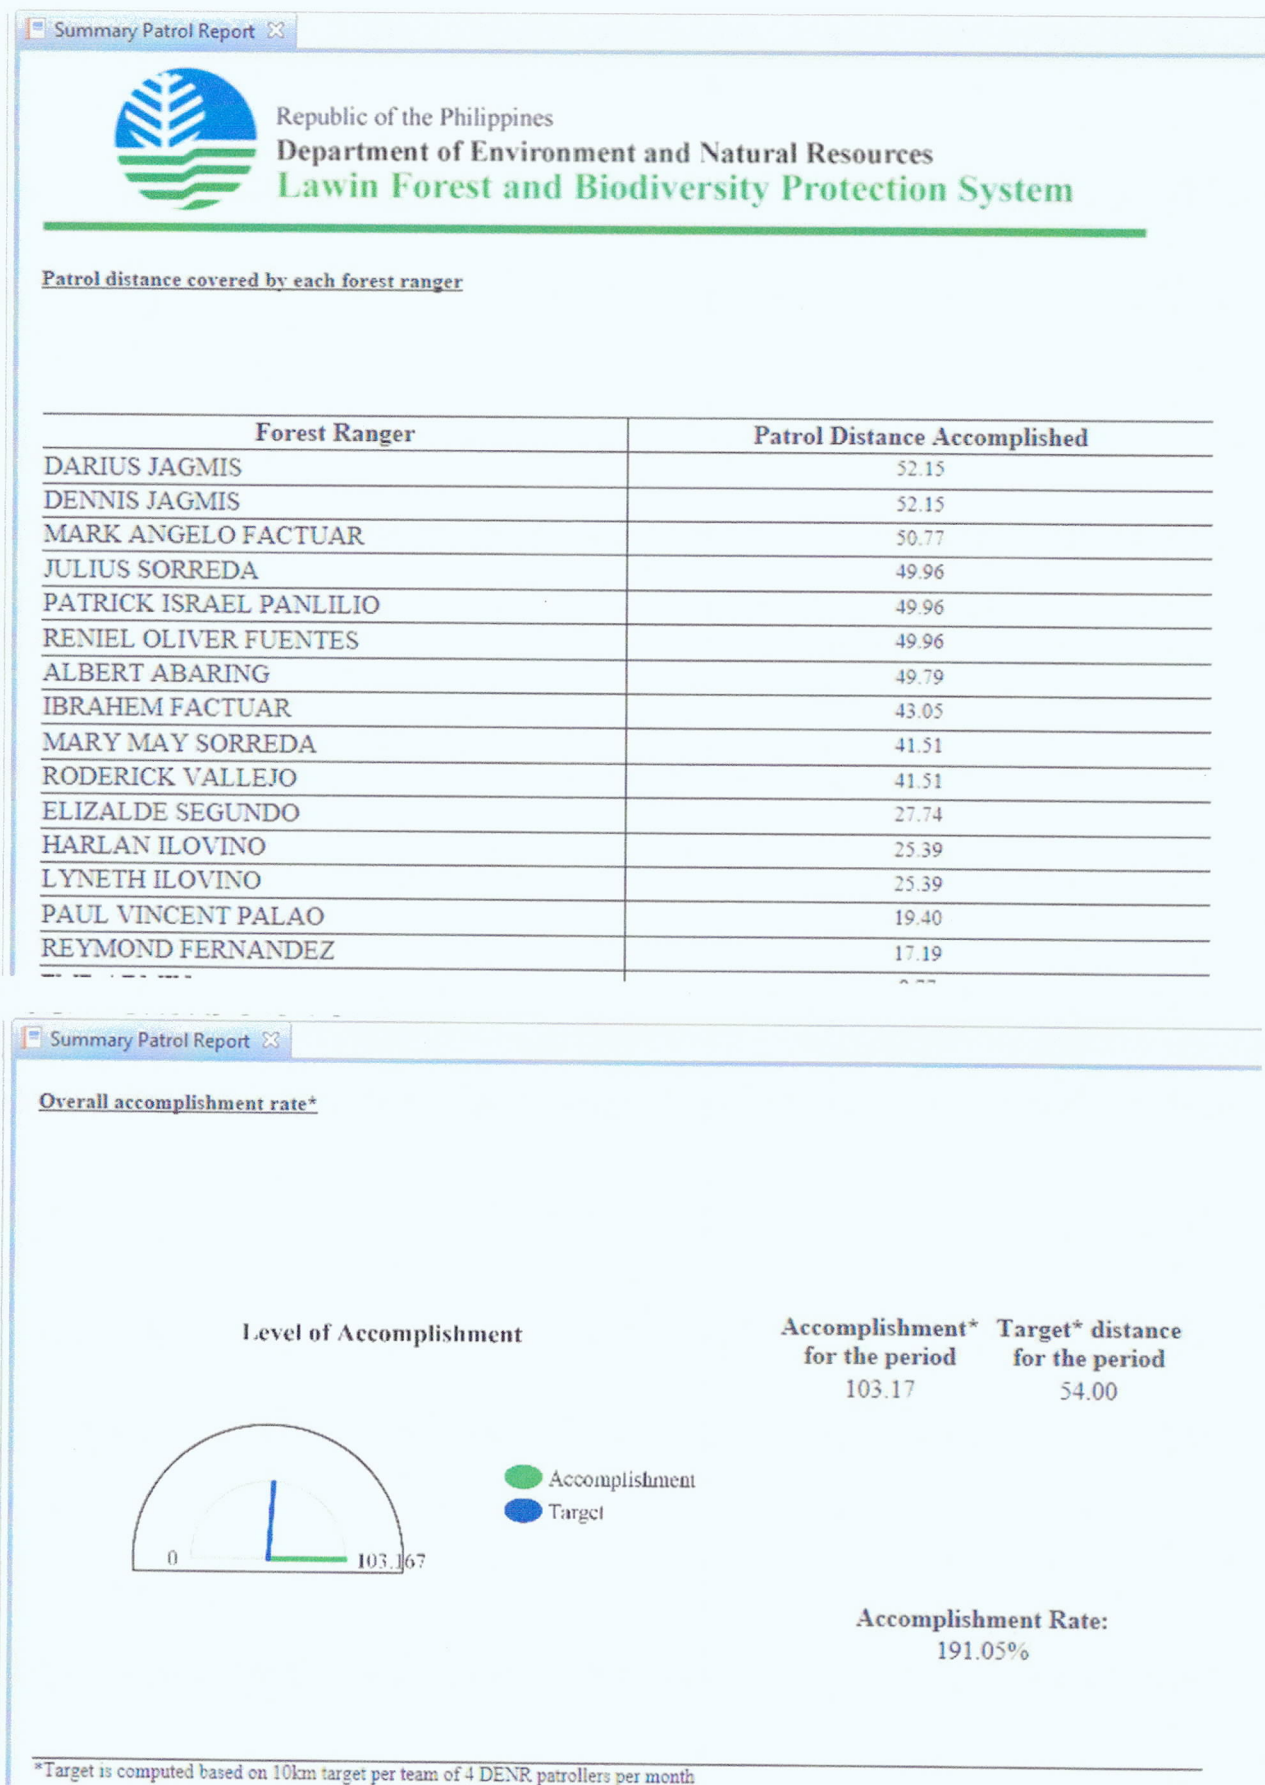 Summary Patrol Report
Republic of the Philippines
Department of Environment and Natural Resources
Lawin Forest and Biodiversity Protection System
Patrol distance covered by each forest ranger
Forest Ranger Patrol Distance Accomplished
DARIUS JAGMIS 52.15
DENNIS JAGMIS 52.15
MARK ANGELO FACTUAR 50.77
JULIUS SORREDA 49.96
PATRICK ISRAEL PANLILIO 49.96
RENIEL OLIVER FUENTES 49.96
ALBERT ABARING 49.79
IBRAHEM FACTUAR 43.05
MARY MAY SORREDA 41.51
RODERICK VALLEJO 41.51
ELIZALDE SEGUNDO 27.74
HARLAN ILOVINO 25.39
LYNETH ILOVINO 25.39
PAUL VINCENT PALAO 19.40
REYMOND FERNANDEZ 17.19
Summary Patrol Report
Overall accomplishment rate*
Level of Accomplishment
Accomplishment* Target* distance
for the period for the period
103.17 54.00
Accomplishment
Target
0 103.167
Accomplishment Rate:
191.05%
*Target is computed based on 10km target per team of 4 DENR patrollers per month